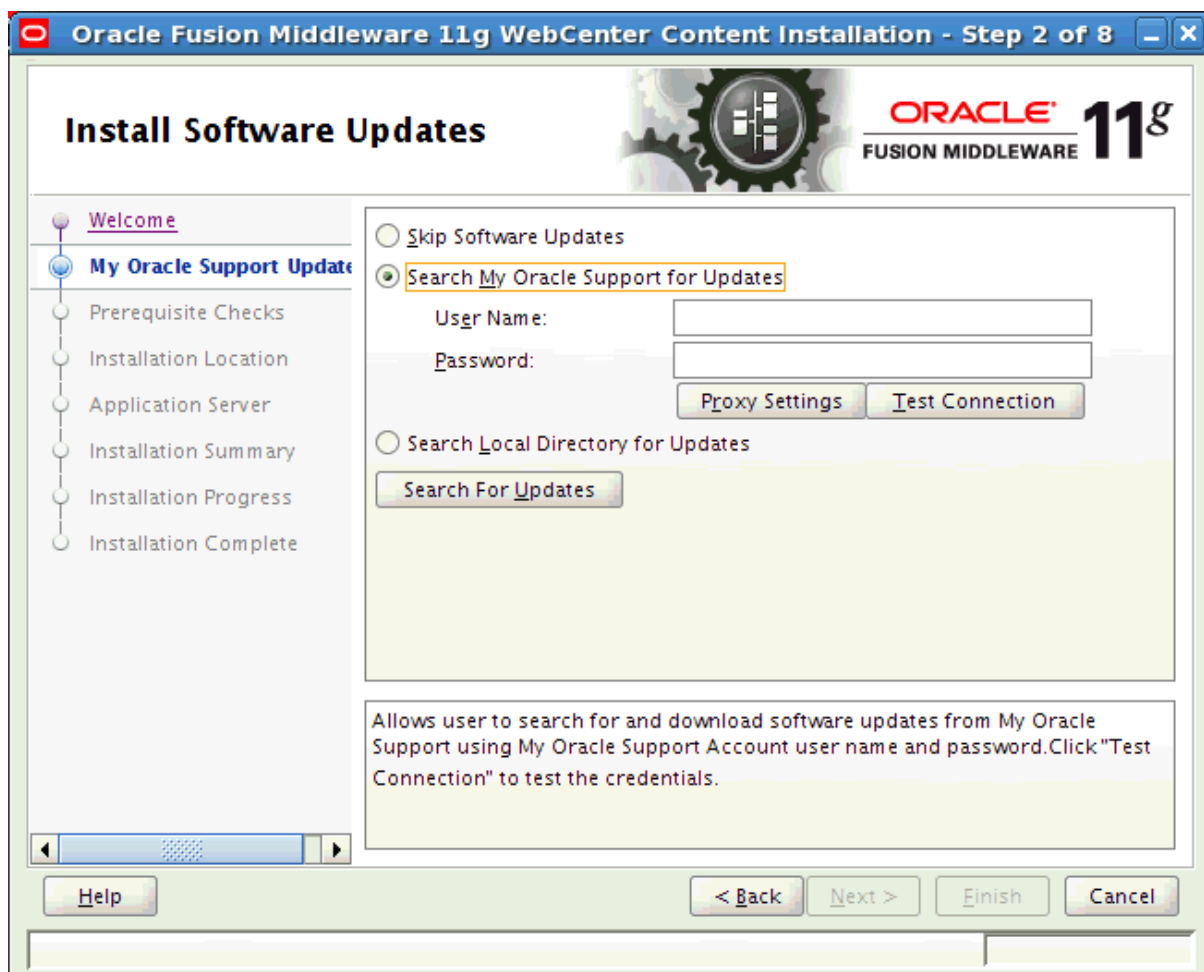 Oracle Fusion Middleware 11g WebCenter Content Installation - Step 2 of 8
Install Software Updates
ORACLE
FUSION MIDDLEWARE
11g
Welcome
My Oracle Support Update
Prerequisite Checks
Installation Location
Application Server
Installation Summary
Installation Progress
Installation Complete
Skip Software Updates
Search My Oracle Support for Updates
User Name:
Password:
Proxy Settings
Test Connection
Search Local Directory for Updates
Search For Updates
Allows user to search for and download software updates from My Oracle
Support using My Oracle Support Account user name and password.Click "Test
Connection" to test the credentials.
Help
< Back
Next >
Finish
Cancel